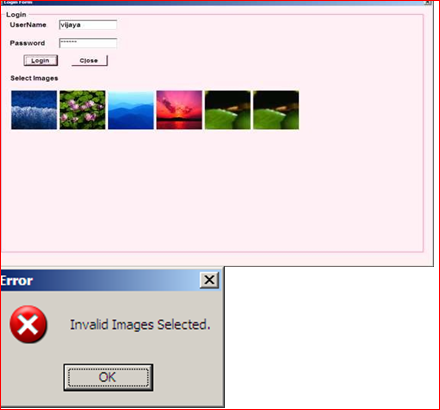 Login Form
Login
UserName vijaya
Password ******
Login Close
Select Images
Error
Invalid Images Selected.
OK